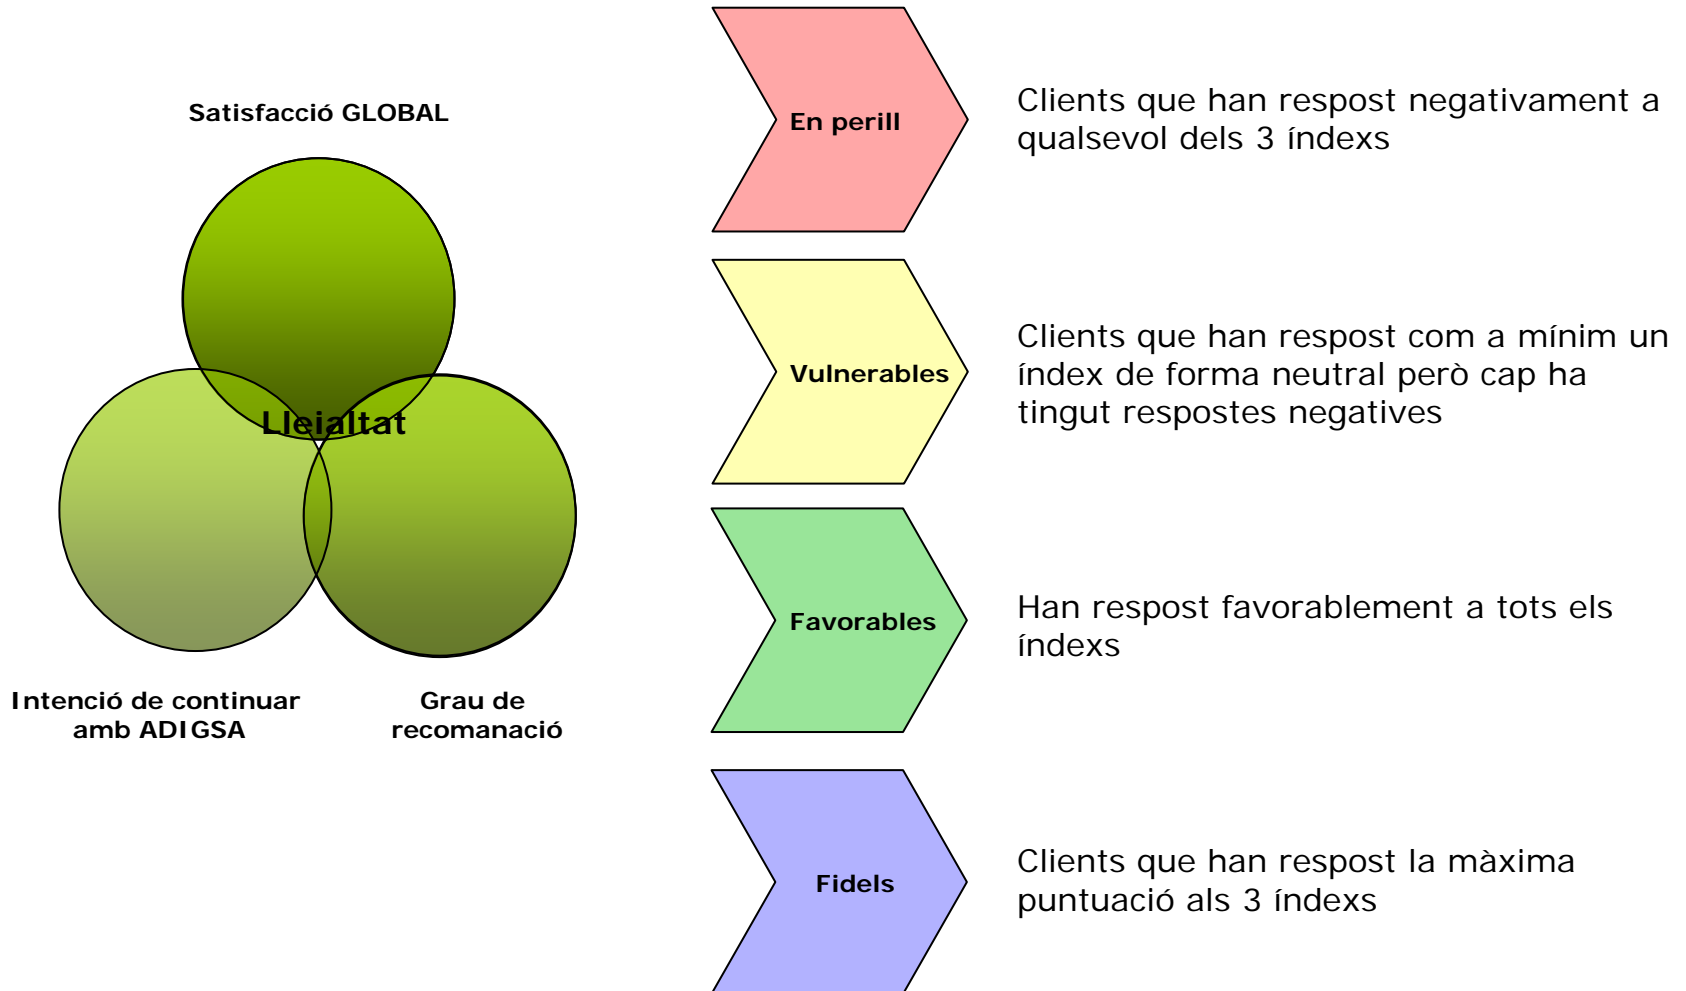 Satisfacció GLOBAL
Lleialtat
Intenció de continuar
amb ADIGSA
Grau de
recomanació
En perill
Clients que han respost negativament a
qualsevol dels 3 índexs
Vulnerables
Clients que han respost com a mínim un
índex de forma neutral però cap ha
tingut respostes negatives
Favorables
Han respost favorablement a tots els
índexs
Fidels
Clients que han respost la màxima
puntuació als 3 índexs